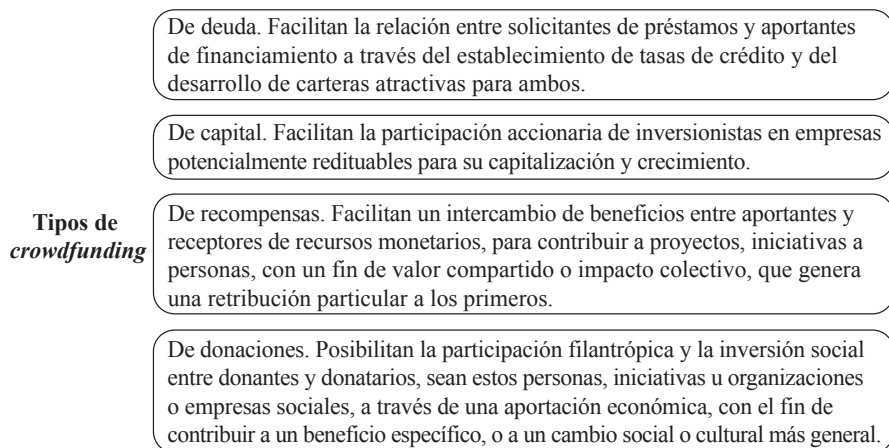 De deuda. Facilitan la relación entre solicitantes de préstamos y aportantes
de financiamiento a través del establecimiento de tasas de crédito y del
desarrollo de carteras atractivas para ambos.
De capital. Facilitan la participación accionaria de inversionistas en empresas
potencialmente redituables para su capitalización y crecimiento.
Tipos de
crowdfunding
De recompensas. Facilitan un intercambio de beneficios entre aportantes y
receptores de recursos monetarios, para contribuir a proyectos, iniciativas a
personas, con un fin de valor compartido o impacto colectivo, que genera
una retribución particular a los primeros.
De donaciones. Posibilitan la participación filantrópica y la inversión social
entre donantes y donatarios, sean estos personas, iniciativas u organizaciones
o empresas sociales, a través de una aportación económica, con el fin de
contribuir a un beneficio específico, o a un cambio social o cultural más general.